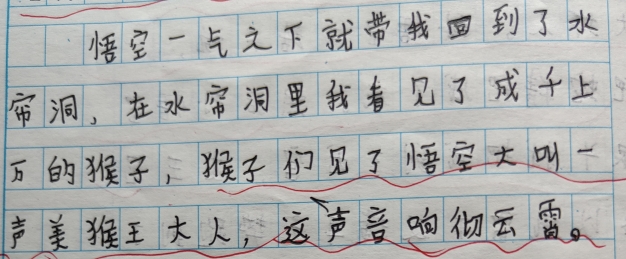 悟空一气之下就带我回到了水
帘洞，在水帘洞里我看见了成千上
万的猴子，猴子们见了悟空大叫一
声美猴王大人，这声音响彻云霄。